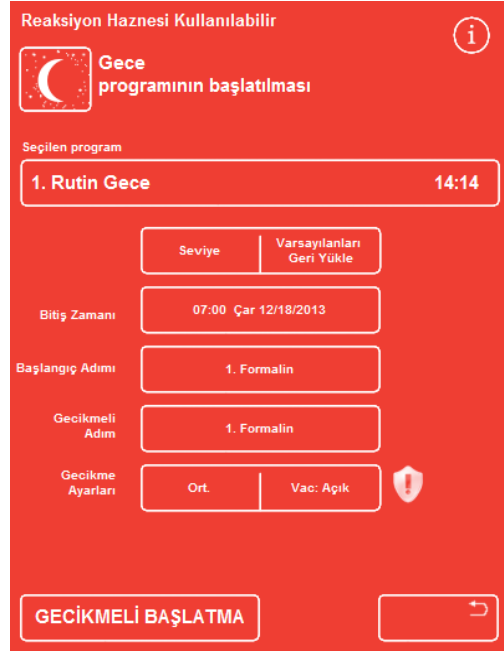 Reaksiyon Haznesi Kullanılabilir
i
Gece
programının başlatılması
Seçilen program
1. Rutin Gece 14:14
Seviye
Varsayılanları
Geri Yükle
Bitiş Zamanı
07:00 Çar 12/18/2013
Başlangıç Adımı
1. Formalin
Gecikmeli
Adım
1. Formalin
Gecikme
Ayarları
Ort.
Vac: Açık
!
GECİKMELİ BAŞLATMA